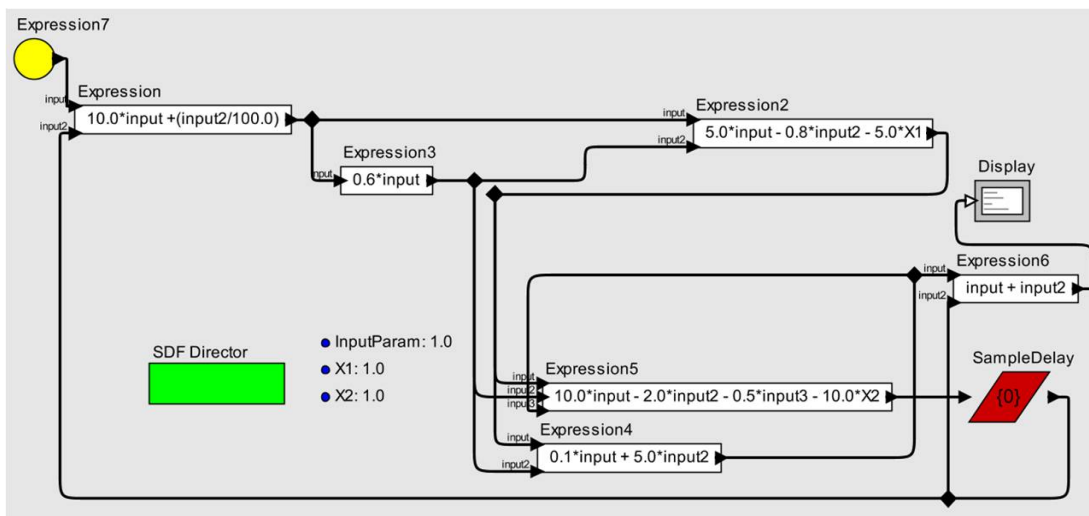 Expression7
Expression
input
10.0*input +(input2/100.0)
input2
Expression2
input
5.0*input - 0.8*input2 - 5.0*X1
input2
Expression3
input
0.6*input
Display
Expression6
input
input + input2
input2
SDF Director
InputParam: 1.0
X1: 1.0
X2: 1.0
Expression5
input
input2
input3
10.0*input - 2.0*input2 - 0.5*input3 - 10.0*X2
SampleDelay
{0}
Expression4
input
0.1*input + 5.0*input2
input2